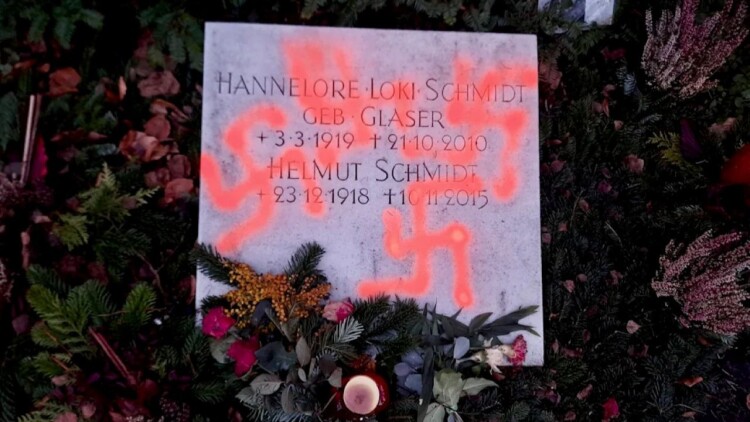 HANNELORE·LOKI·SCHMIDT
GEB·GLASER
+3·3·1919 ✝21·10·2010
HELMUT SCHMIDT
+23·12·1918 ✝10·11·2015